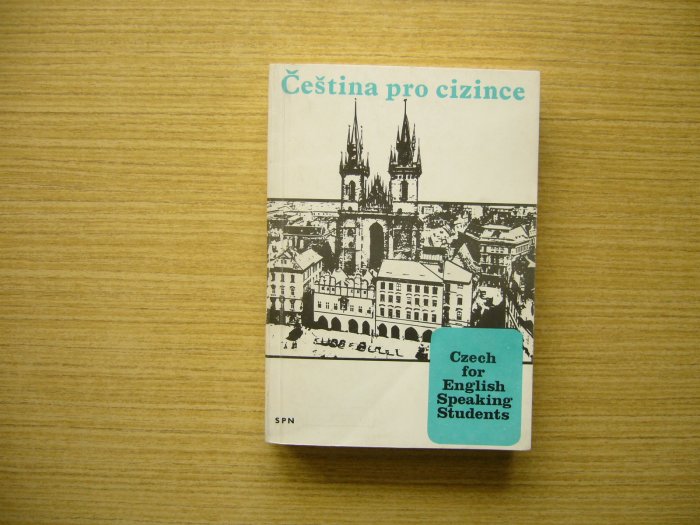 Čeština pro cizince
Czech
for
English
Speaking
Students
SPN